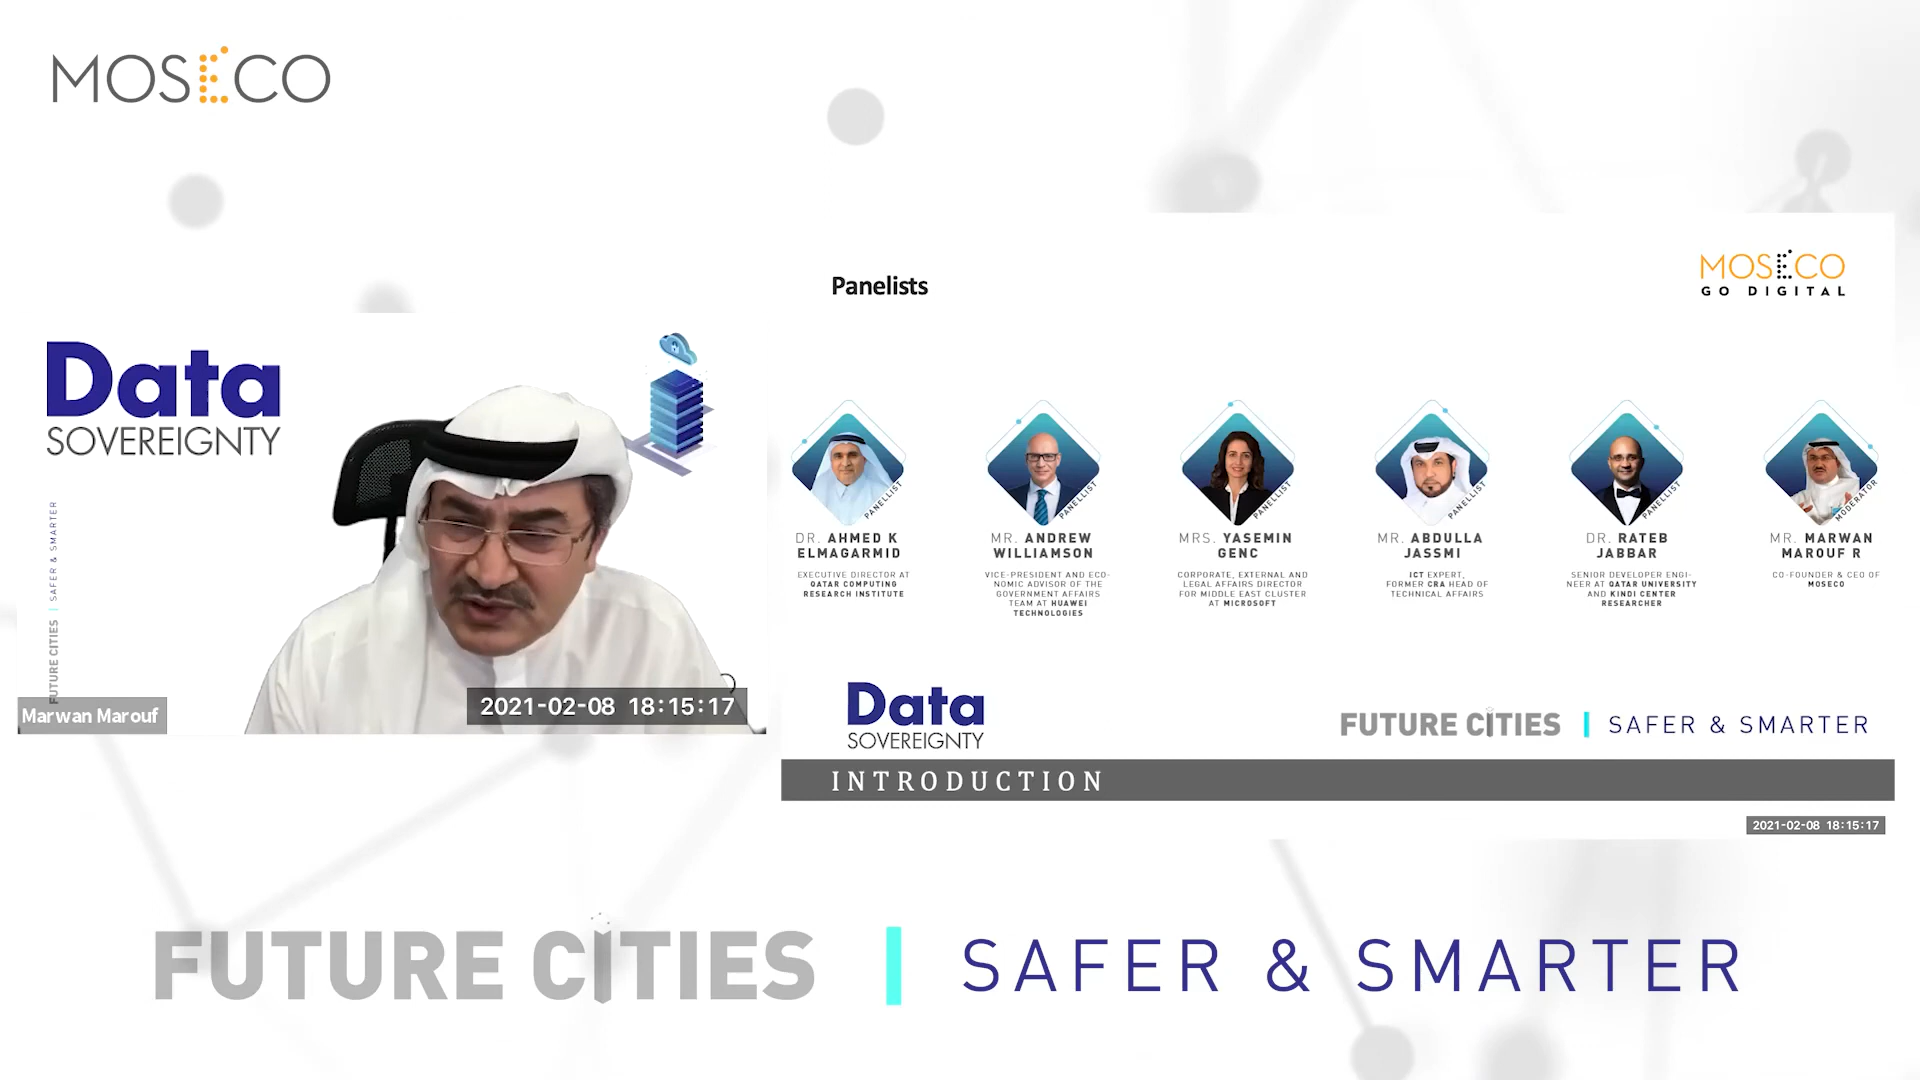 MOSECO
Data
SOVEREIGNTY
FUTURE CITIES | SAFER & SMARTER
Marwan Marouf
2021-02-08 18:15:17
Panelists
MOSECO
GO DIGITAL
PANELLIST
DR. AHMED K
ELMAGARMID
EXECUTIVE DIRECTOR AT
QATAR COMPUTING
RESEARCH INSTITUTE
PANELLIST
MR. ANDREW
WILLIAMSON
VICE-PRESIDENT AND ECO-
NOMIC ADVISOR OF THE
GOVERNMENT AFFAIRS
TEAM AT HUAWEI
TECHNOLOGIES
PANELLIST
MRS. YASEMIN
GENC
CORPORATE, EXTERNAL AND
LEGAL AFFAIRS DIRECTOR
FOR MIDDLE EAST CLUSTER
AT MICROSOFT
PANELLIST
MR. ABDULLA
JASSMI
ICT EXPERT,
FORMER CRA HEAD OF
TECHNICAL AFFAIRS
PANELLIST
DR. RATEB
JABBAR
SENIOR DEVELOPER ENGI-
NEER AT QATAR UNIVERSITY
AND KINDI CENTER
RESEARCHER
MODERATOR
MR. MARWAN
MAROUF R
CO-FOUNDER & CEO OF
MOSECO
Data
SOVEREIGNTY
FUTURE CITIES | SAFER & SMARTER
INTRODUCTION
2021-02-08 18:15:17
FUTURE CITIES | SAFER & SMARTER